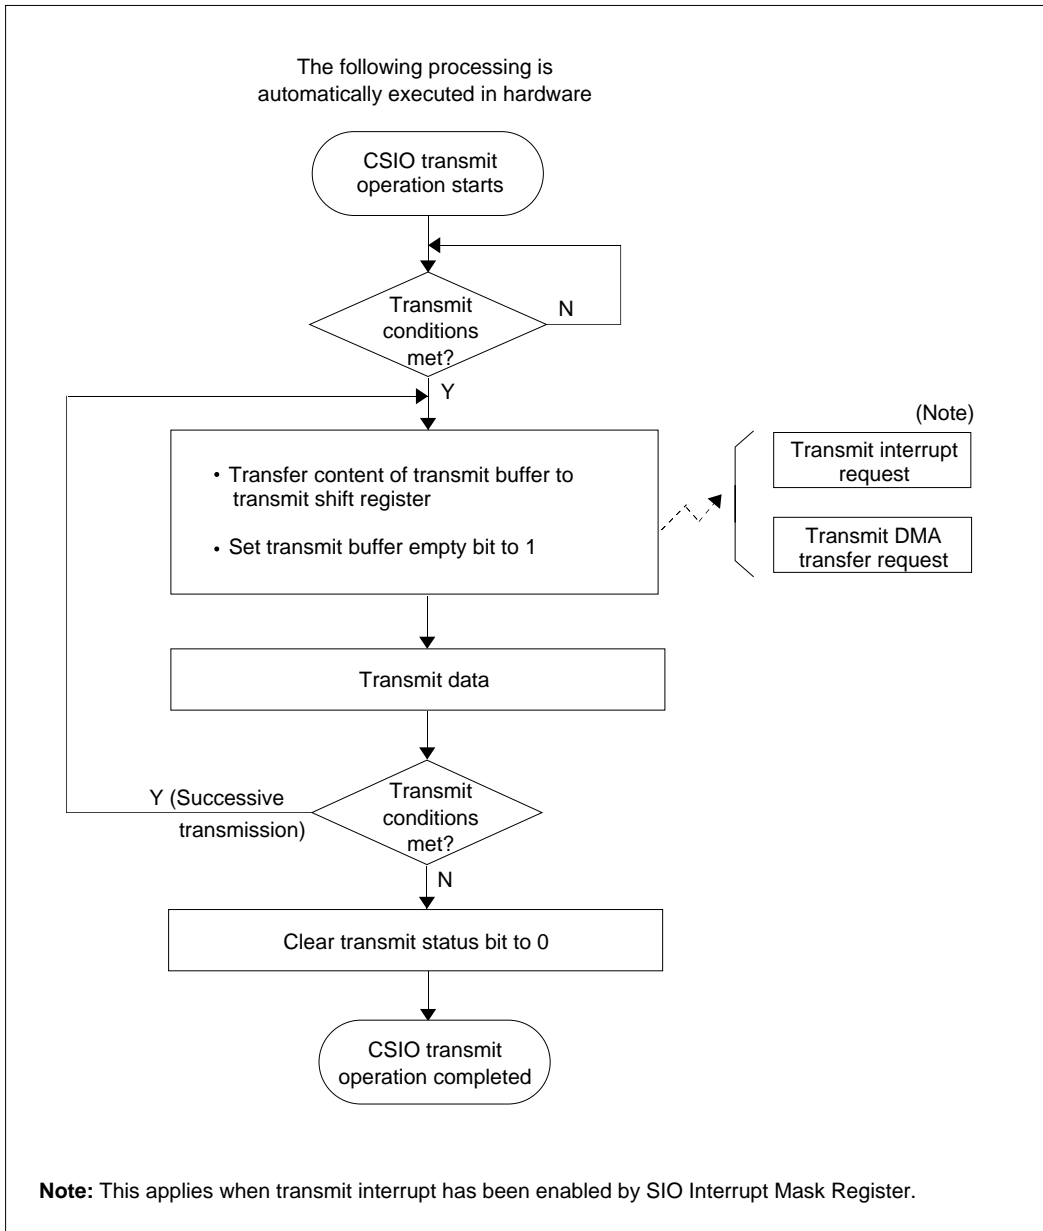 The following processing is
automatically executed in hardware
CSIO transmit
operation starts
Transmit
conditions
met?
N
Y
• Transfer content of transmit buffer to
transmit shift register
• Set transmit buffer empty bit to 1
(Note)
Transmit interrupt
request
Transmit DMA
transfer request
Transmit data
Transmit
conditions
met?
Y (Successive
transmission)
N
Clear transmit status bit to 0
CSIO transmit
operation completed
Note: This applies when transmit interrupt has been enabled by SIO Interrupt Mask Register.